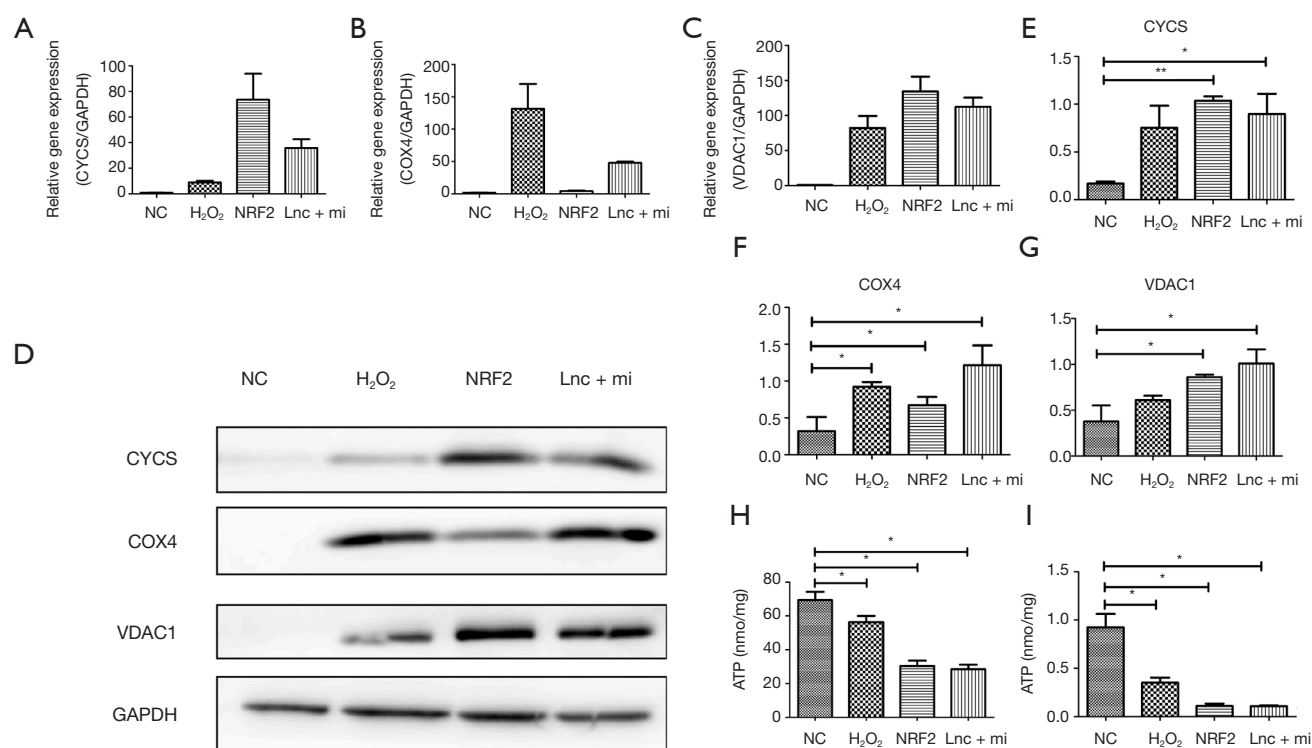 A
Relative gene expression
(CYCS/GAPDH)
100
80
60
40
20
0
NC
H₂O₂
NRF2
Lnc + mi
B
Relative gene expression
(COX4/GAPDH)
200
150
100
50
0
NC
H₂O₂
NRF2
Lnc + mi
C
Relative gene expression
(VDAC1/GAPDH)
200
150
100
50
0
NC
H₂O₂
NRF2
Lnc + mi
E
CYCS
1.5
1.0
0.5
0.0
*
**
NC
H₂O₂
NRF2
Lnc + mi
D
NC
H₂O₂
NRF2
Lnc + mi
CYCS
COX4
VDAC1
GAPDH
F
COX4
2.0
1.5
1.0
0.5
0.0
*
*
*
NC
H₂O₂
NRF2
Lnc + mi
G
VDAC1
1.5
1.0
0.5
0.0
*
*
NC
H₂O₂
NRF2
Lnc + mi
H
ATP (nmo/mg)
80
60
40
20
0
*
*
*
NC
H₂O₂
NRF2
Lnc + mi
I
ATP (nmo/mg)
1.5
1.0
0.5
0.0
*
*
*
NC
H₂O₂
NRF2
Lnc + mi